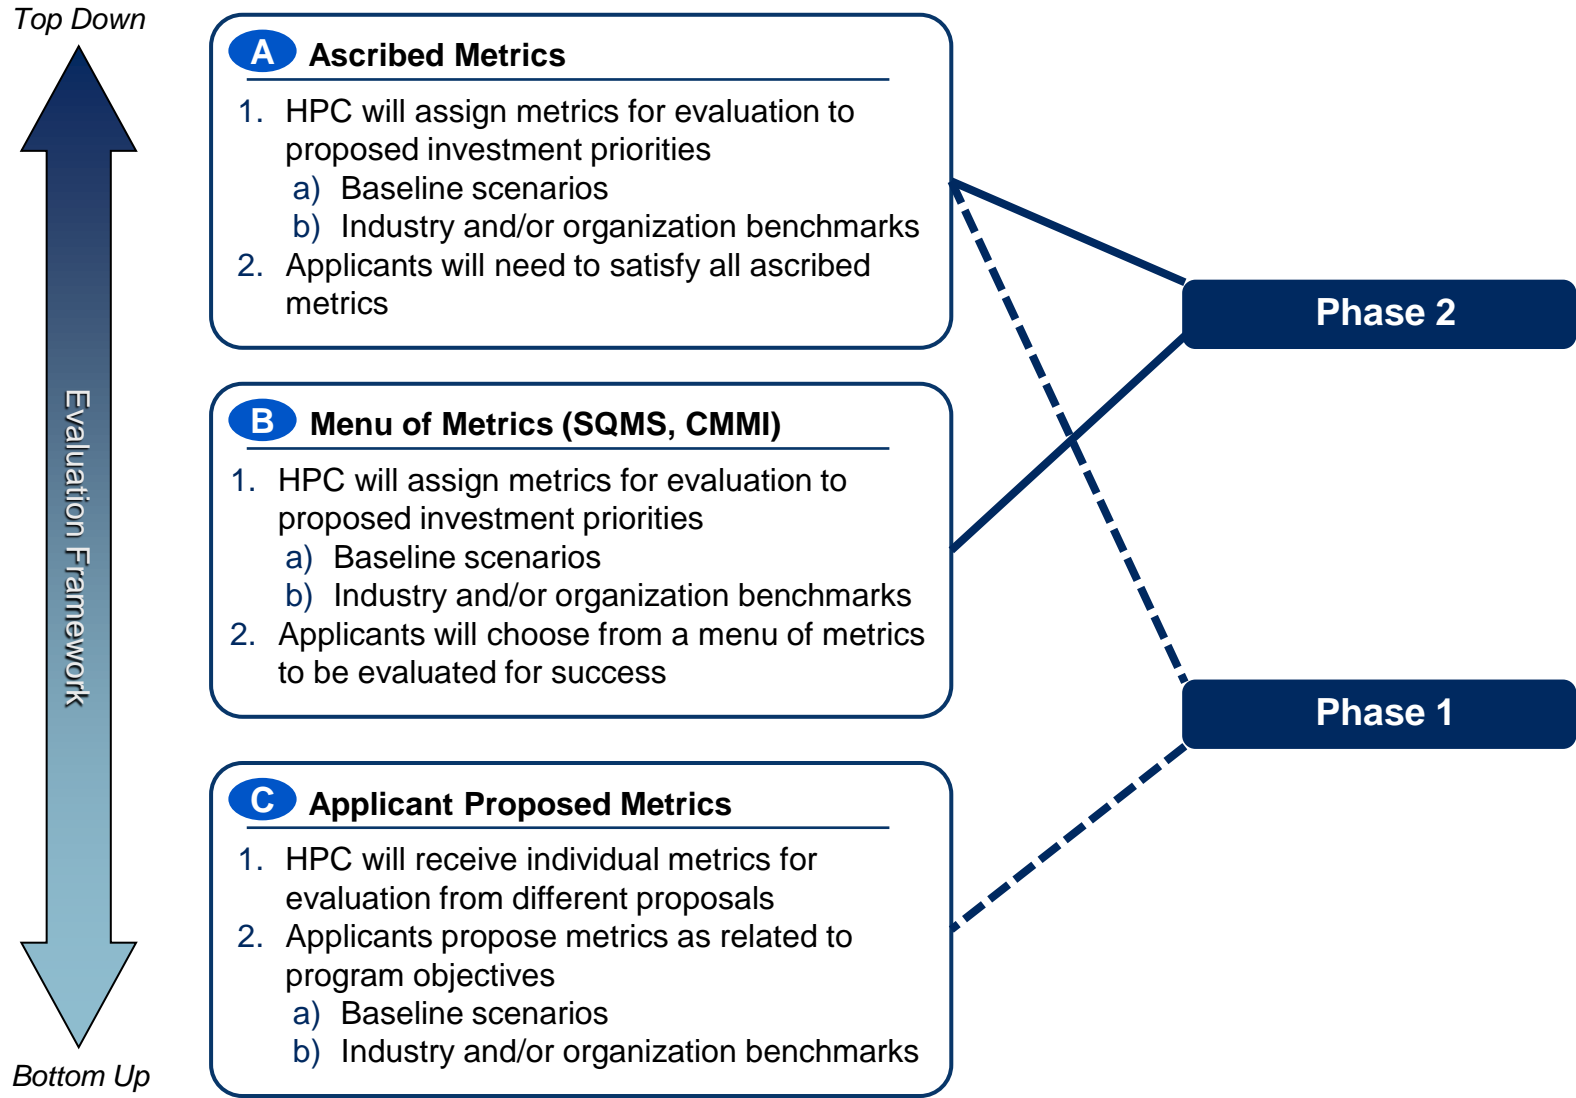 Top Down
Evaluation Framework
Bottom Up
A Ascribed Metrics
1. HPC will assign metrics for evaluation to
proposed investment priorities
a) Baseline scenarios
b) Industry and/or organization benchmarks
2. Applicants will need to satisfy all ascribed
metrics
B Menu of Metrics (SQMS, CMMI)
1. HPC will assign metrics for evaluation to
proposed investment priorities
a) Baseline scenarios
b) Industry and/or organization benchmarks
2. Applicants will choose from a menu of metrics
to be evaluated for success
C Applicant Proposed Metrics
1. HPC will receive individual metrics for
evaluation from different proposals
2. Applicants propose metrics as related to
program objectives
a) Baseline scenarios
b) Industry and/or organization benchmarks
Phase 2
Phase 1